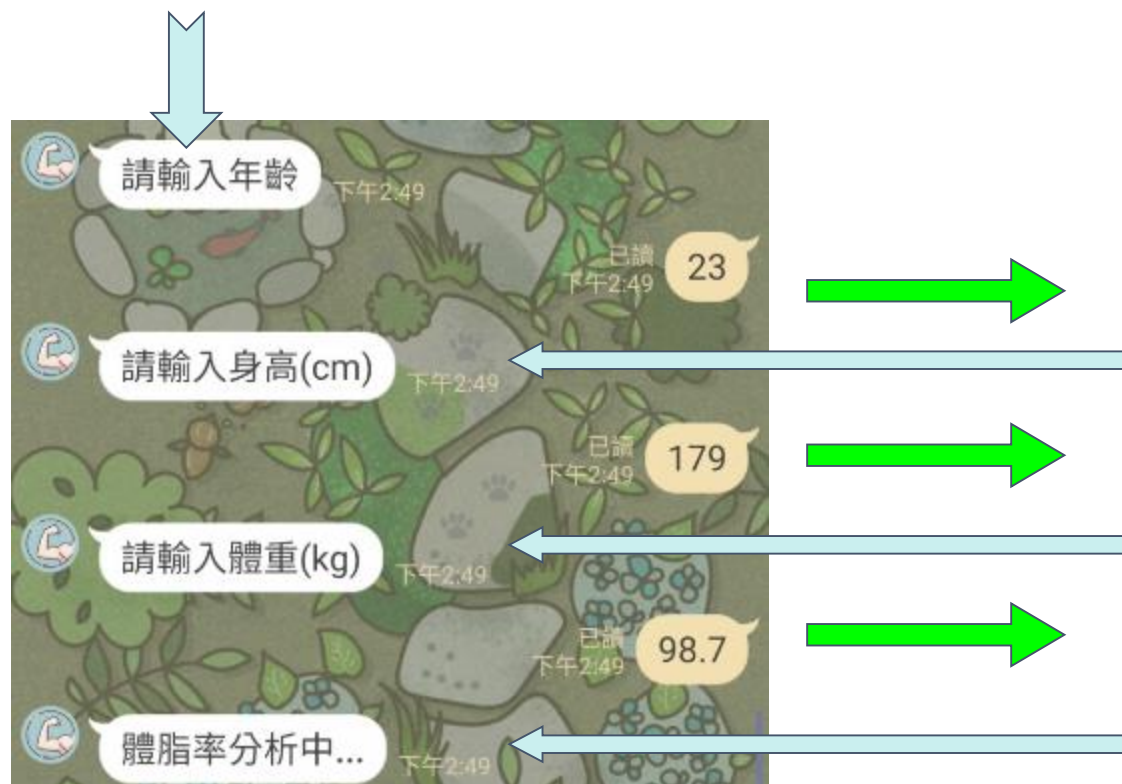 請輸入年齡
下午2:49
已讀
下午2:49
23
請輸入身高(cm)
下午2:49
已讀
下午2:49
179
請輸入體重(kg)
下午2:49
已讀
下午2:49
98.7
體脂率分析中...
下午2:49